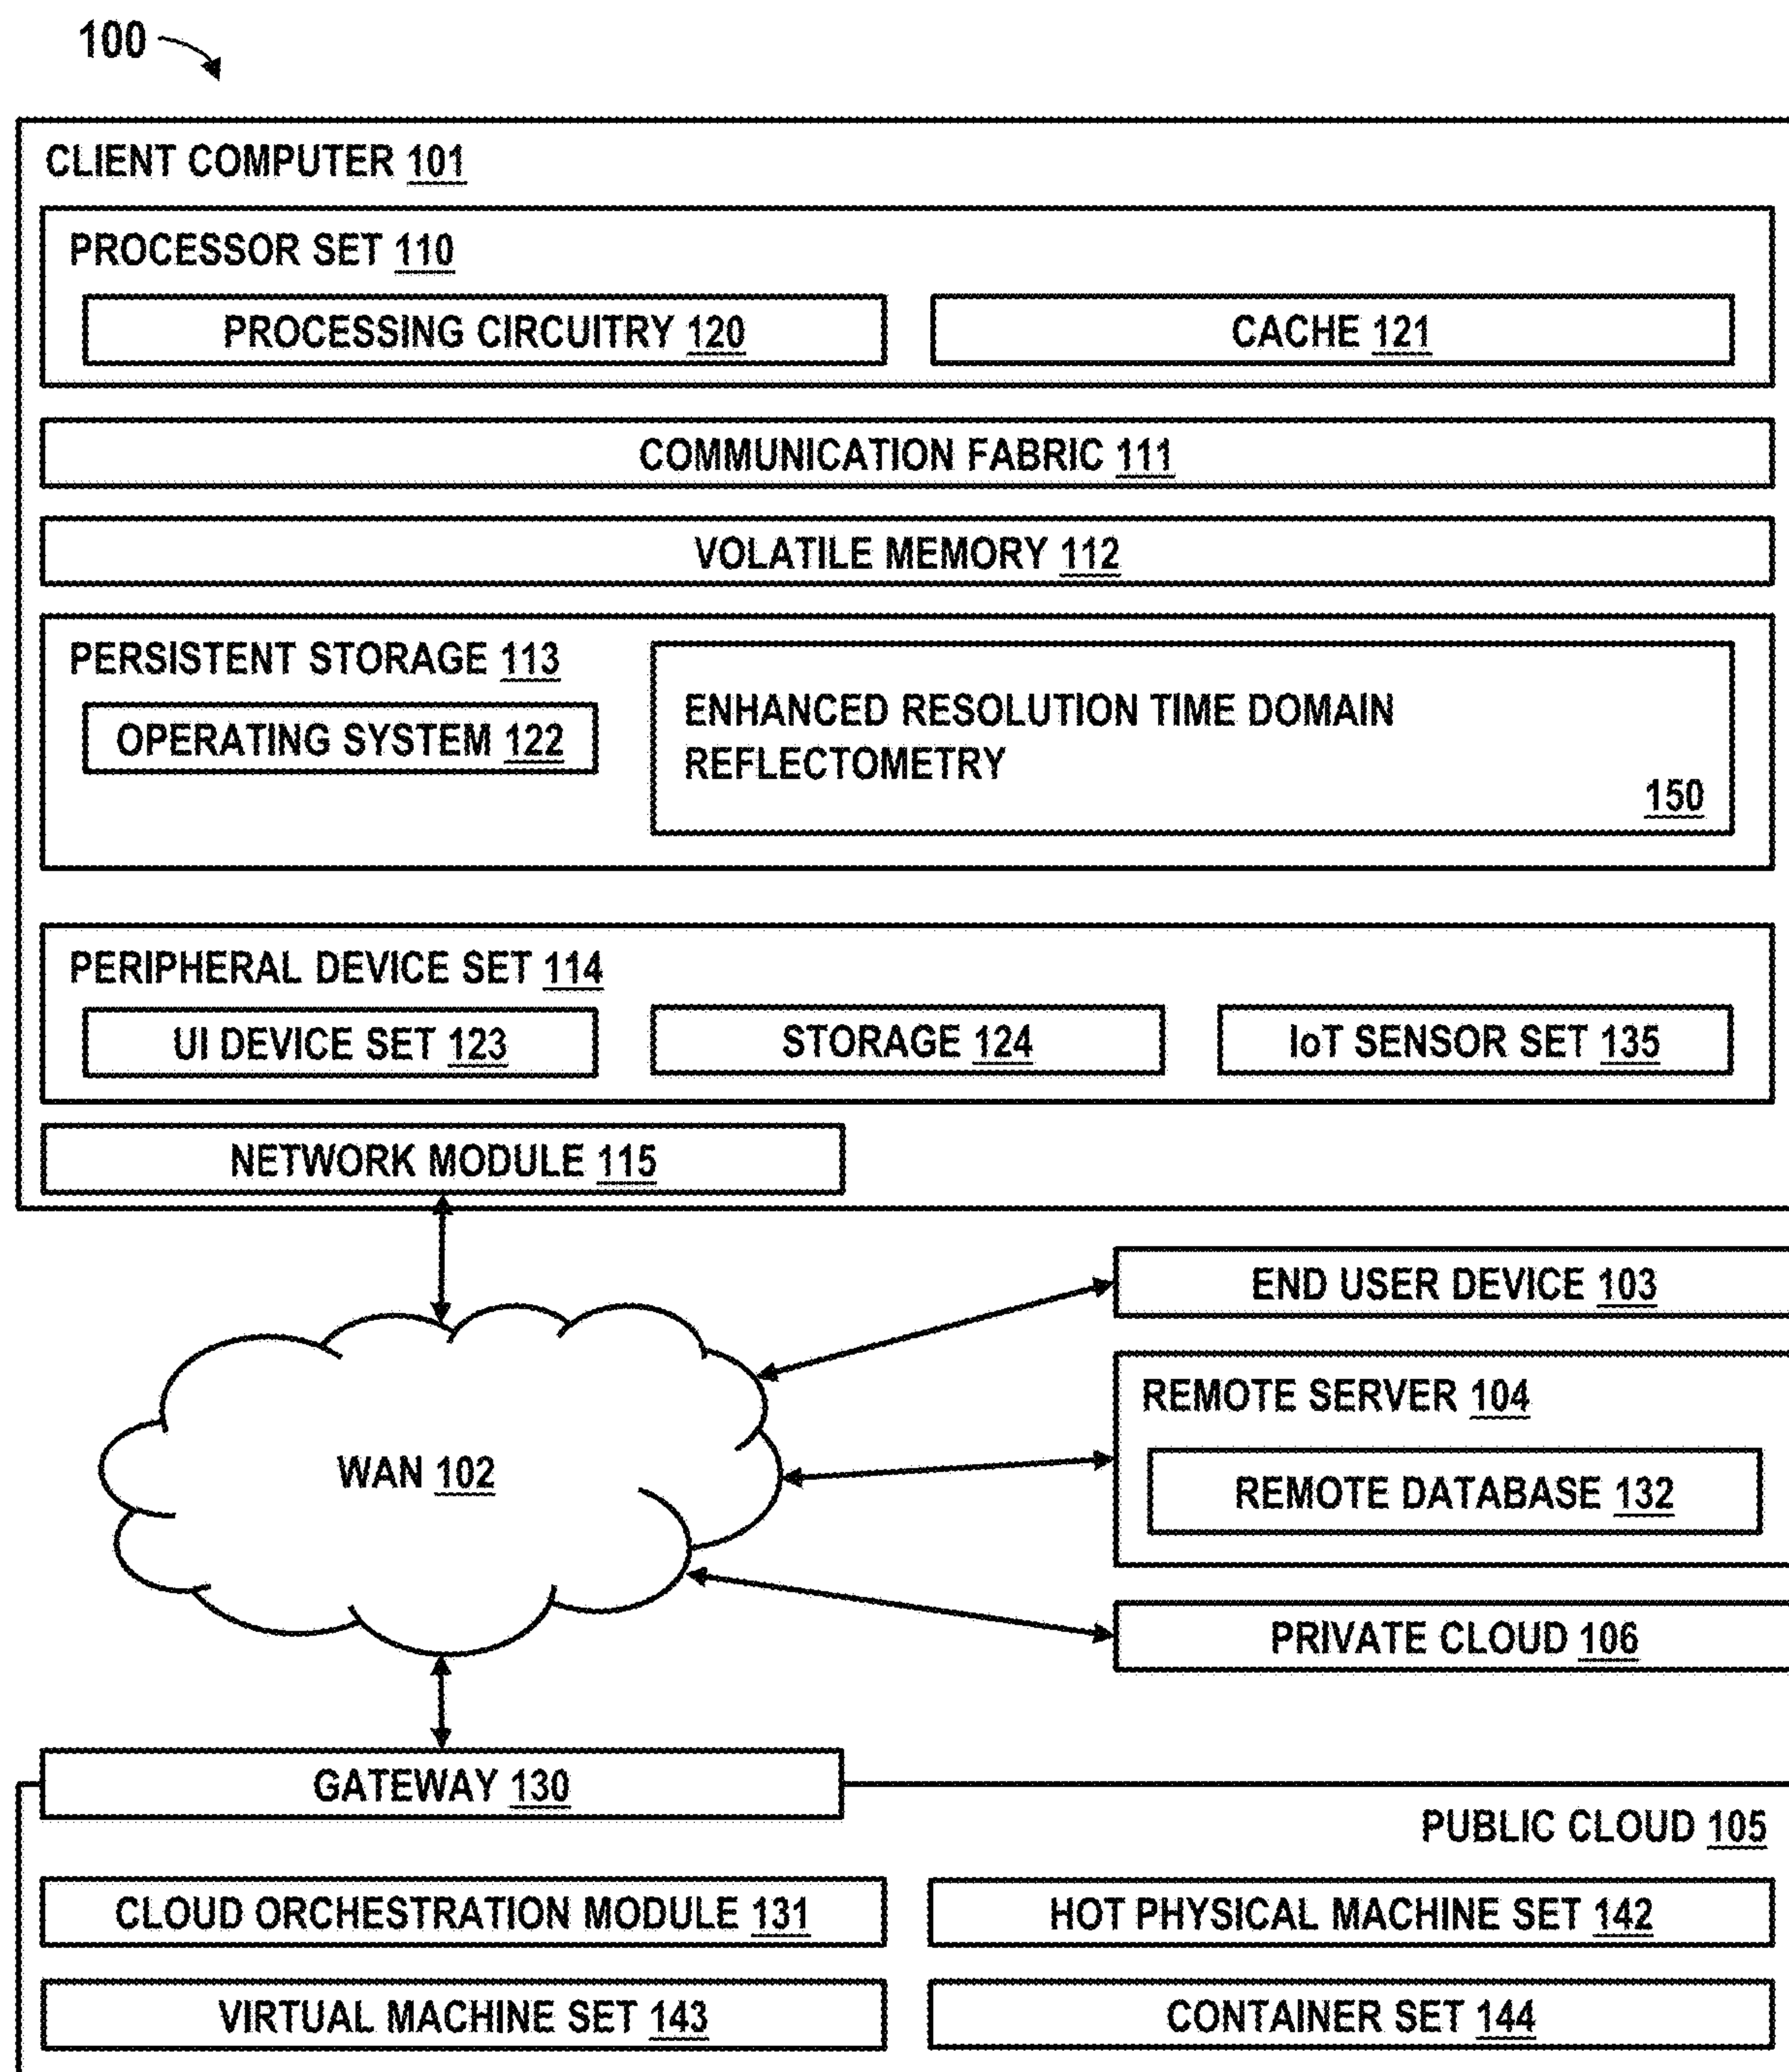 100
CLIENT COMPUTER 101
PROCESSOR SET 110
PROCESSING CIRCUITRY 120
CACHE 121
COMMUNICATION FABRIC 111
VOLATILE MEMORY 112
PERSISTENT STORAGE 113
OPERATING SYSTEM 122
ENHANCED RESOLUTION TIME DOMAIN
REFLECTOMETRY
150
PERIPHERAL DEVICE SET 114
UI DEVICE SET 123
STORAGE 124
IoT SENSOR SET 135
NETWORK MODULE 115
END USER DEVICE 103
REMOTE SERVER 104
WAN 102
REMOTE DATABASE 132
PRIVATE CLOUD 106
GATEWAY 130
PUBLIC CLOUD 105
CLOUD ORCHESTRATION MODULE 131
HOT PHYSICAL MACHINE SET 142
VIRTUAL MACHINE SET 143
CONTAINER SET 144